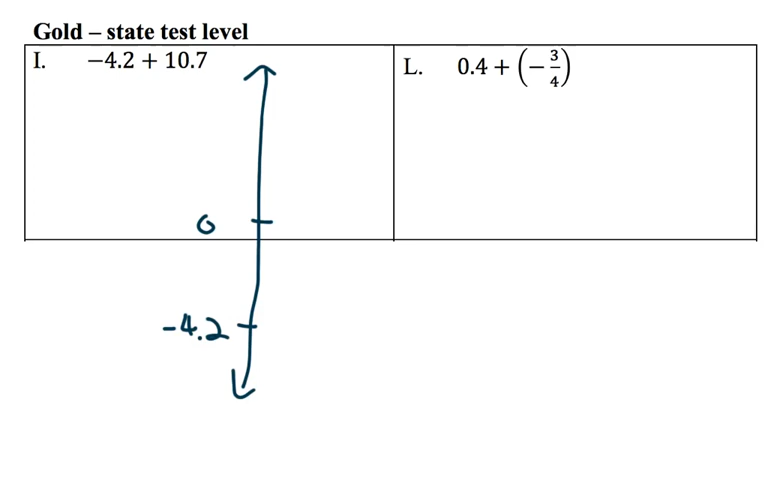 Gold – state test level
I. −4.2 + 10.7
L. 0.4 + (−3/4)
0
-4.2